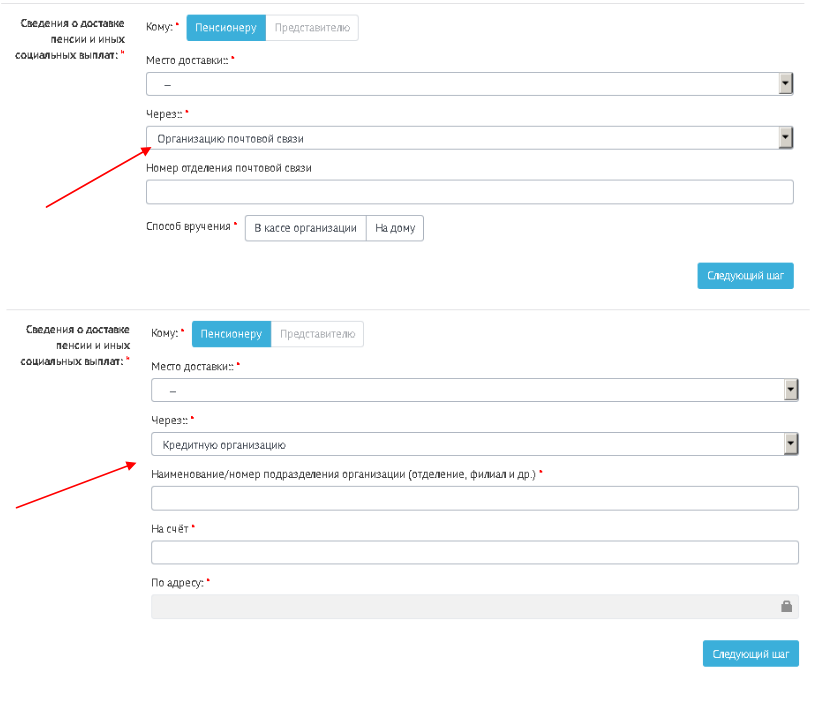 Сведения о доставке
пенсии и иных
социальных выплат: *
Кому: * Пенсионеру Представителю
Место доставки:: *
--
Через:: *
Организацию почтовой связи
Номер отделения почтовой связи
Способ вручения * В кассе организации На дому
Следующий шаг
Сведения о доставке
пенсии и иных
социальных выплат: *
Кому: * Пенсионеру Представителю
Место доставки:: *
--
Через:: *
Кредитную организацию
Наименование/номер подразделения организации (отделение, филиал и др.) *
На счёт *
По адресу: *
Следующий шаг